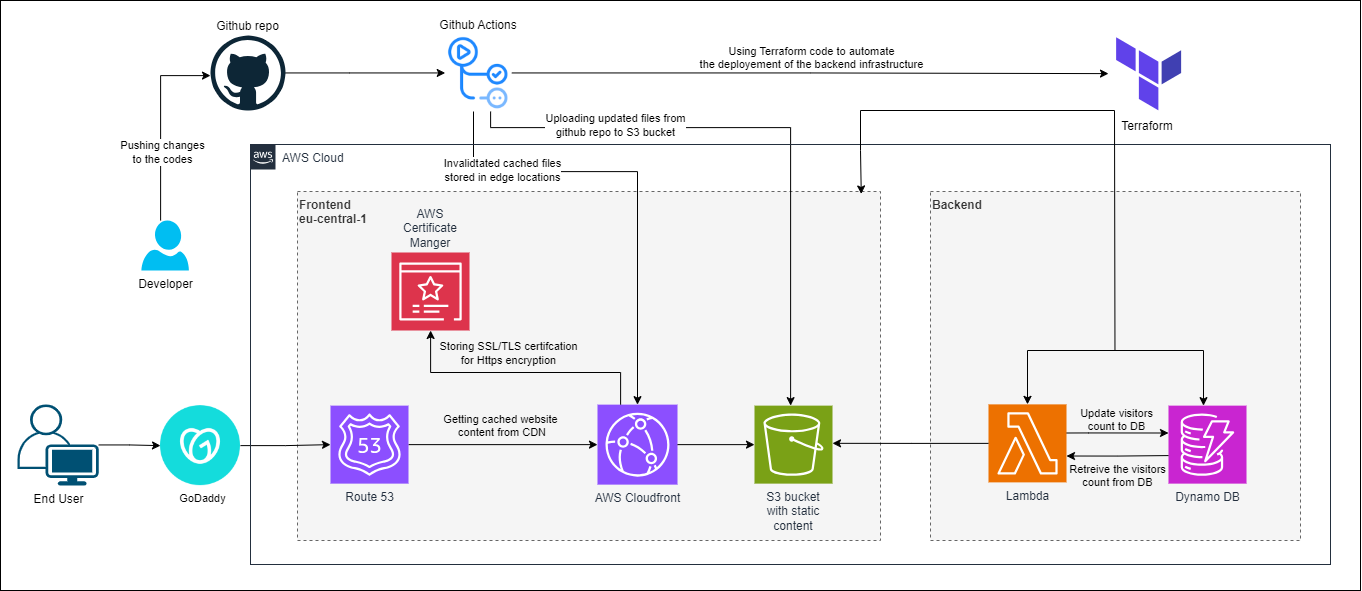 Github repo
Github Actions
Using Terraform code to automate
the deployement of the backend infrastructure
Terraform
Uploading updated files from
github repo to S3 bucket
Pushing changes
to the codes
aws
AWS Cloud
Invalidtated cached files
stored in edge locations
Developer
Frontend
eu-central-1
AWS
Certificate
Manger
Backend
Storing SSL/TLS certifcation
for Https encryption
End User
GoDaddy
53
Route 53
Getting cached website
content from CDN
AWS Cloudfront
S3 bucket
with static
content
Lambda
Update visitors
count to DB
Retreive the visitors
count from DB
Dynamo DB